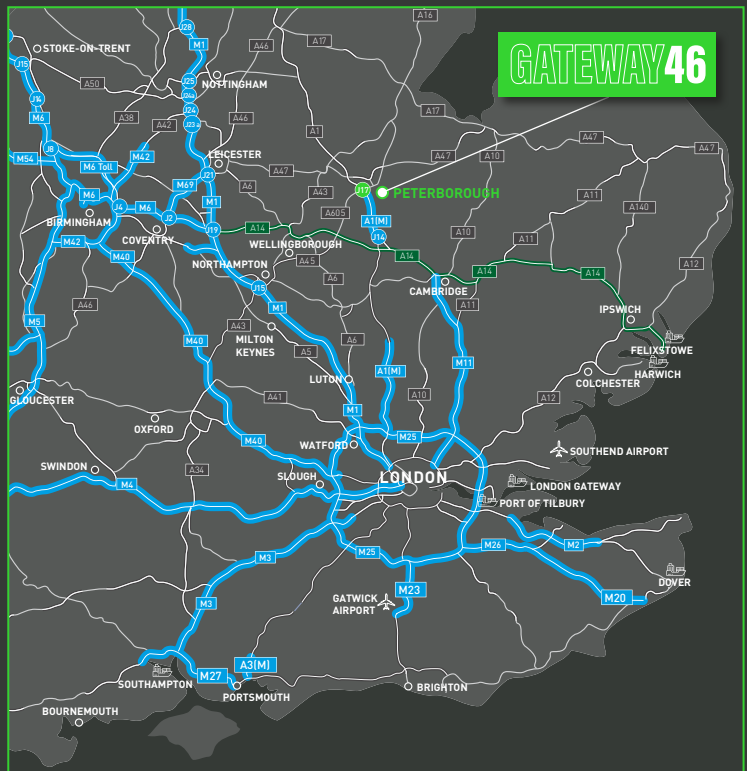 GATEWAY46
A16
J28
M1
A46
A17
STOKE-ON-TRENT
J15
A50
J25
NOTTINGHAM
J24a
J14
M6
A38
A42
J24
J23a
A46
A1
A17
A47
A47
J8
M54
M42
M6 Toll
LEICESTER
A47
A47
A10
M69
J21
A6
A43
J17
PETERBOROUGH
A11
M6
J4
M6
J2
M1
A605
A1(M)
A140
BIRMINGHAM
J19
A14
J14
A10
A11
M42
COVENTRY
WELLINGBOROUGH
A14
M40
NORTHAMPTON
A45
A6
A14
A14
A12
J15
CAMBRIDGE
A46
M1
A11
IPSWICH
M5
A43
MILTON
KEYNES
M40
A5
A6
FELIXSTOWE
M11
HARWICH
LUTON
A1(M)
COLCHESTER
GLOUCESTER
A41
A10
A12
M1
OXFORD
M40
WATFORD
M25
SOUTHEND AIRPORT
SWINDON
A34
SLOUGH
LONDON
M4
LONDON GATEWAY
PORT OF TILBURY
M3
M25
M26
M2
DOVER
M3
GATWICK
AIRPORT
M23
M20
A3(M)
M27
SOUTHAMPTON
PORTSMOUTH
BRIGHTON
BOURNEMOUTH